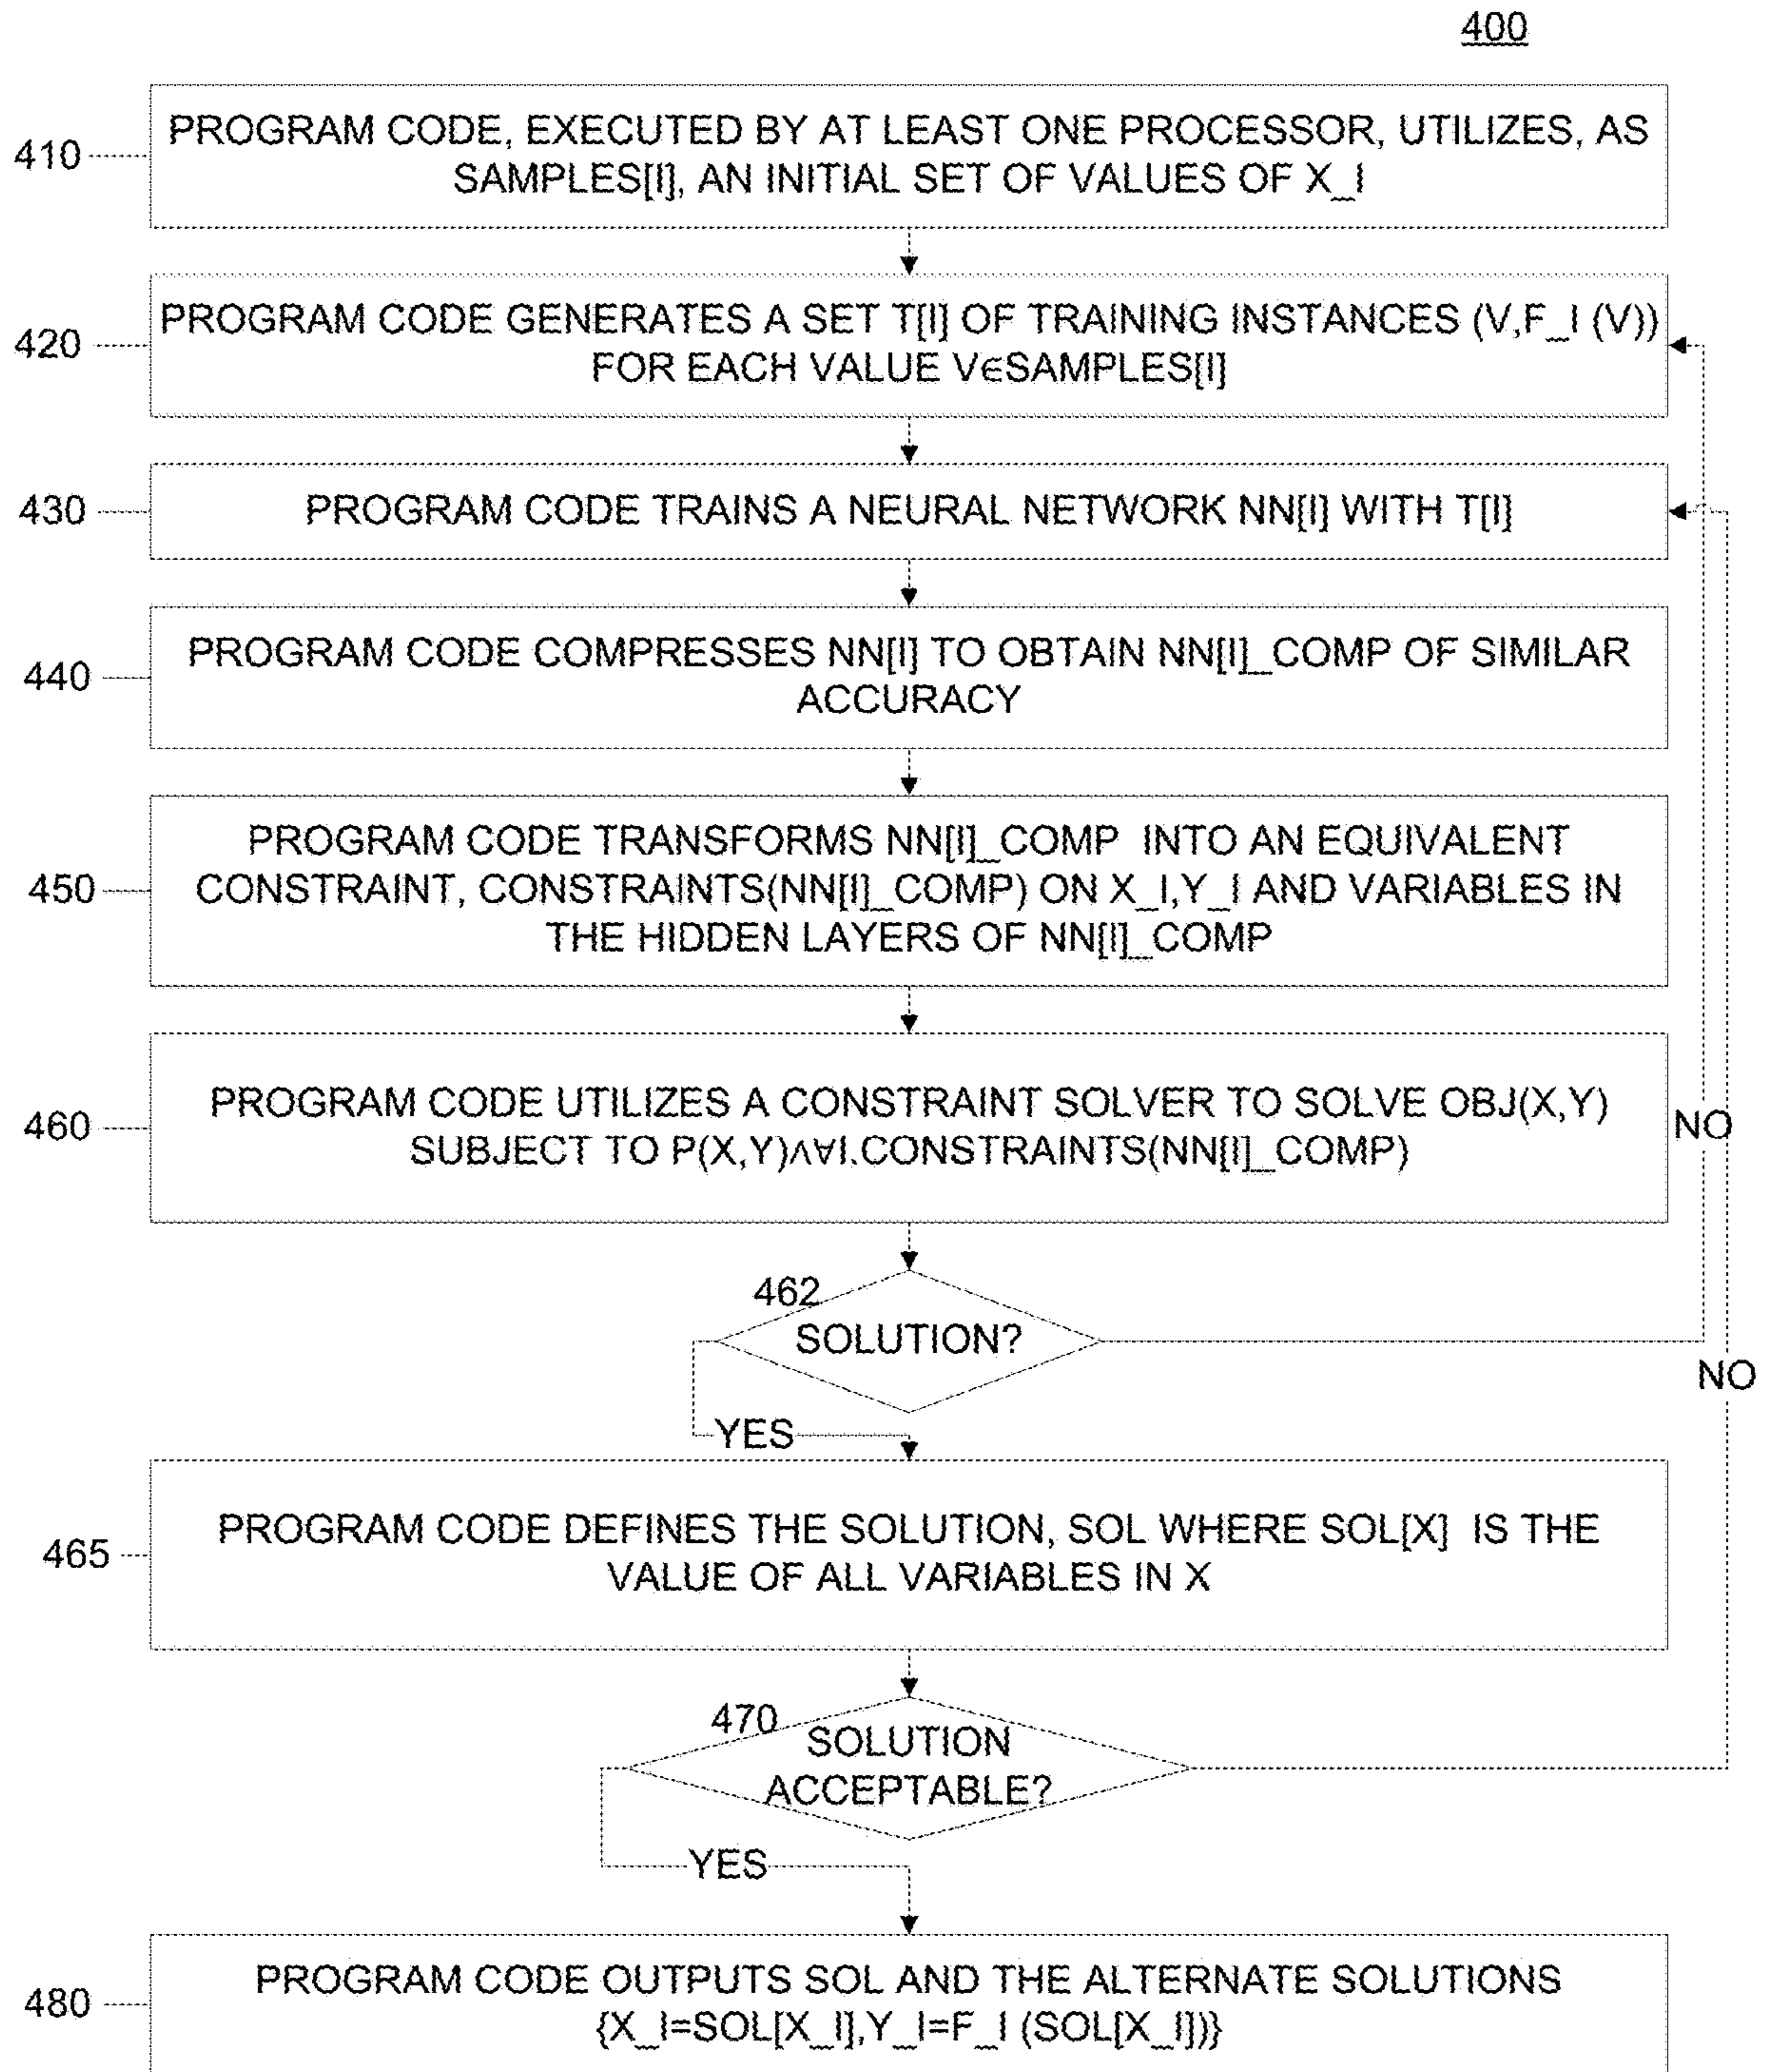 400
410
PROGRAM CODE, EXECUTED BY AT LEAST ONE PROCESSOR, UTILIZES, AS
SAMPLES[I], AN INITIAL SET OF VALUES OF X_I
420
PROGRAM CODE GENERATES A SET T[I] OF TRAINING INSTANCES (V,F_I (V))
FOR EACH VALUE V∈SAMPLES[I]
430
PROGRAM CODE TRAINS A NEURAL NETWORK NN[I] WITH T[I]
440
PROGRAM CODE COMPRESSES NN[I] TO OBTAIN NN[I]_COMP OF SIMILAR
ACCURACY
450
PROGRAM CODE TRANSFORMS NN[I]_COMP INTO AN EQUIVALENT
CONSTRAINT, CONSTRAINTS(NN[I]_COMP) ON X_I,Y_I AND VARIABLES IN
THE HIDDEN LAYERS OF NN[I]_COMP
460
PROGRAM CODE UTILIZES A CONSTRAINT SOLVER TO SOLVE OBJ(X,Y)
SUBJECT TO P(X,Y)∧∀I.CONSTRAINTS(NN[I]_COMP)
NO
462
SOLUTION?
NO
YES
465
PROGRAM CODE DEFINES THE SOLUTION, SOL WHERE SOL[X] IS THE
VALUE OF ALL VARIABLES IN X
470
SOLUTION
ACCEPTABLE?
YES
480
PROGRAM CODE OUTPUTS SOL AND THE ALTERNATE SOLUTIONS
{X_I=SOL[X_I],Y_I=F_I (SOL[X_I])}